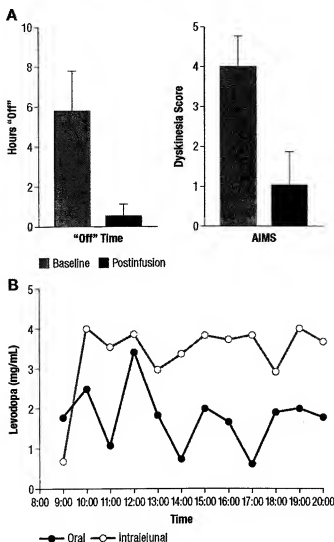 A
10
8
6
4
2
0
Hours "Off"
"Off" Time
5
4
3
2
1
0
Dyskinesia Score
AIMS
Baseline Postinfusion
B
5
4
3
2
1
0
Levodopa (mg/mL)
8:00 9:00 10:00 11:00 12:00 13:00 14:00 15:00 16:00 17:00 18:00 19:00 20:00
Time
Oral Intrajejunal